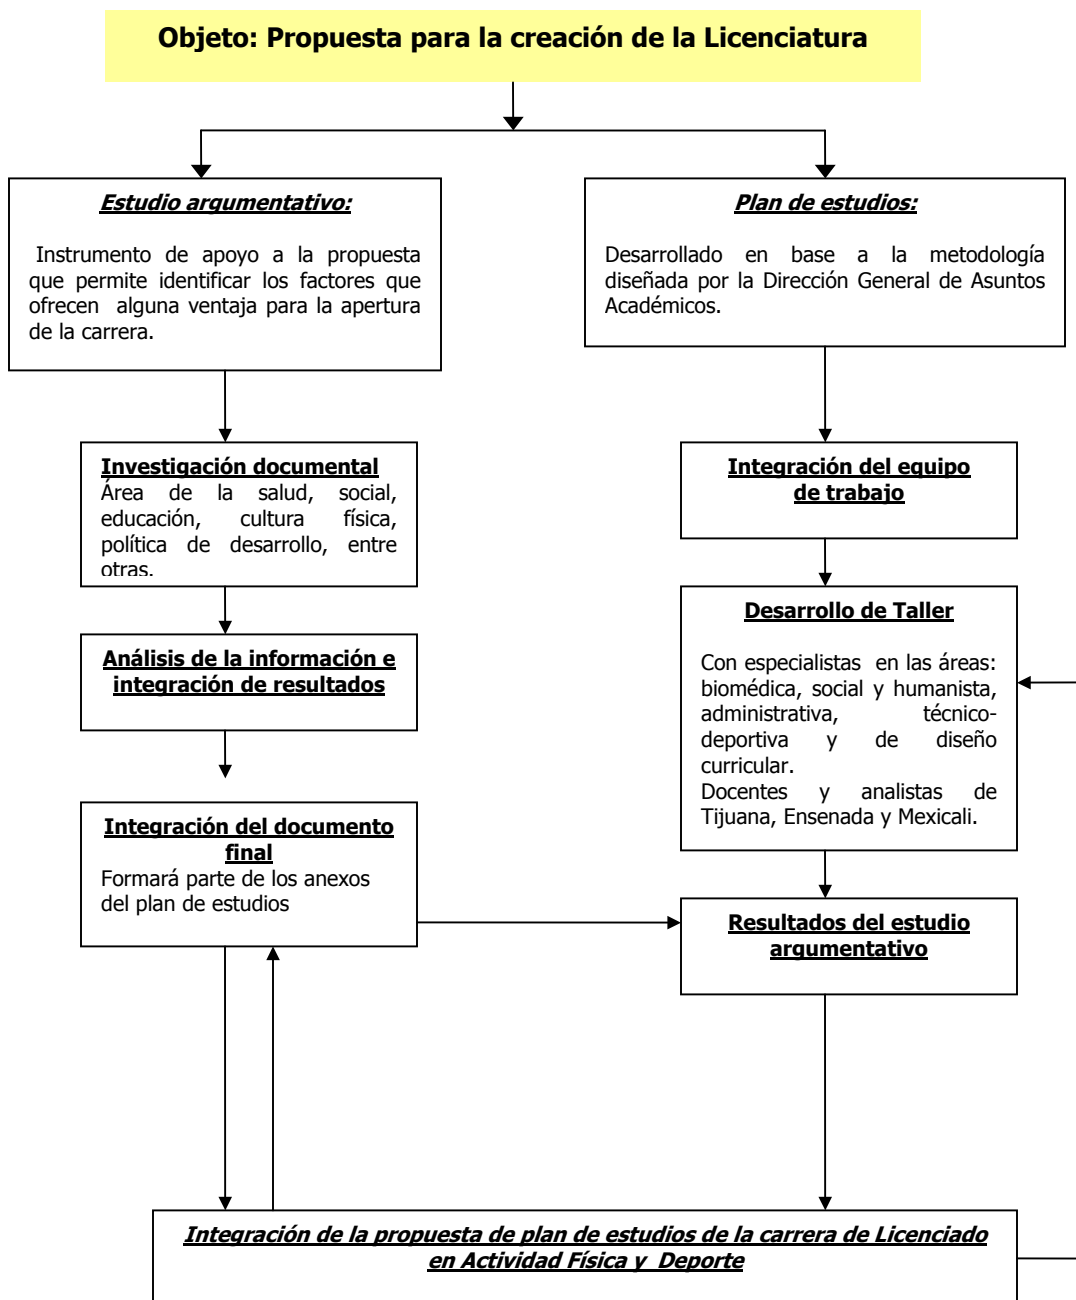 Objeto: Propuesta para la creación de la Licenciatura
Estudio argumentativo:
Instrumento de apoyo a la propuesta
que permite identificar los factores que
ofrecen alguna ventaja para la apertura
de la carrera.
Plan de estudios:
Desarrollado en base a la metodología
diseñada por la Dirección General de Asuntos
Académicos.
Investigación documental
Área de la salud, social,
educación, cultura física,
política de desarrollo, entre
otras.
Integración del equipo
de trabajo
Análisis de la información e
integración de resultados
Desarrollo de Taller
Con especialistas en las áreas:
biomédica, social y humanista,
administrativa, técnico-
deportiva y de diseño
curricular.
Docentes y analistas de
Tijuana, Ensenada y Mexicali.
Integración del documento
final
Formará parte de los anexos
del plan de estudios
Resultados del estudio
argumentativo
Integración de la propuesta de plan de estudios de la carrera de Licenciado
en Actividad Física y Deporte